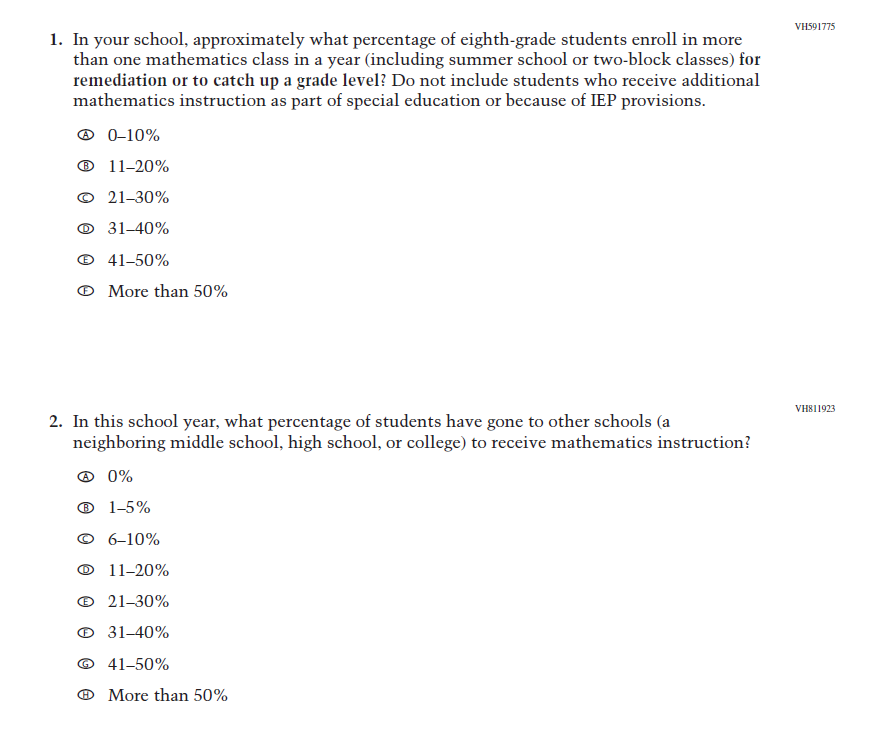 VH591775
1. In your school, approximately what percentage of eighth-grade students enroll in more
than one mathematics class in a year (including summer school or two-block classes) for
remediation or to catch up a grade level? Do not include students who receive additional
mathematics instruction as part of special education or because of IEP provisions.
Ⓐ 0–10%
Ⓑ 11–20%
Ⓒ 21–30%
Ⓓ 31–40%
Ⓔ 41–50%
Ⓕ More than 50%
VH811923
2. In this school year, what percentage of students have gone to other schools (a
neighboring middle school, high school, or college) to receive mathematics instruction?
Ⓐ 0%
Ⓑ 1–5%
Ⓒ 6–10%
Ⓓ 11–20%
Ⓔ 21–30%
Ⓕ 31–40%
Ⓖ 41–50%
Ⓗ More than 50%